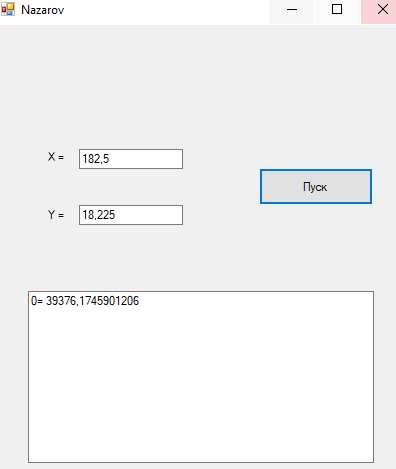 Nazarov
X =
182,5
Пуск
Y =
18,225
0= 39376,1745901206